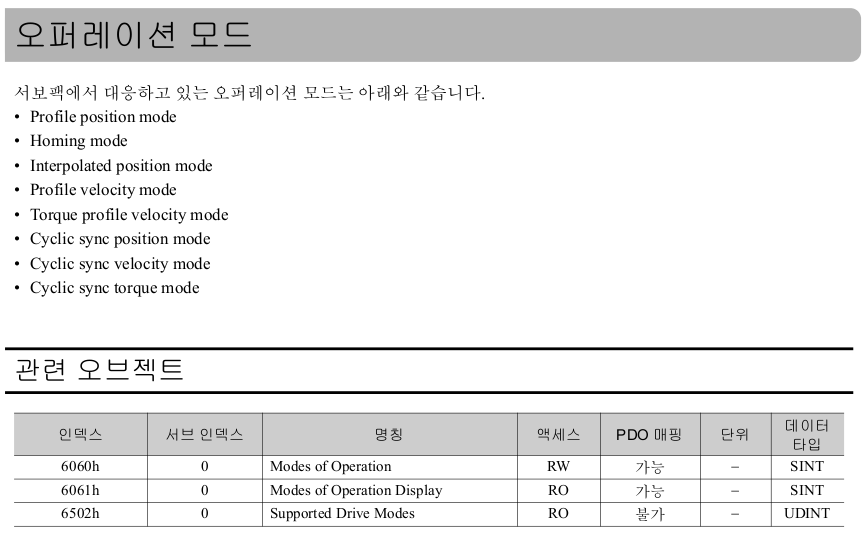 오퍼레이션 모드
서보팩에서 대응하고 있는 오퍼레이션 모드는 아래와 같습니다.
• Profile position mode
• Homing mode
• Interpolated position mode
• Profile velocity mode
• Torque profile velocity mode
• Cyclic sync position mode
• Cyclic sync velocity mode
• Cyclic sync torque mode
관련 오브젝트
인덱스 서브 인덱스 명칭 액세스 PDO 매핑 단위 데이터 타입
6060h 0 Modes of Operation RW 가능 – SINT
6061h 0 Modes of Operation Display RO 가능 – SINT
6502h 0 Supported Drive Modes RO 불가 – UDINT